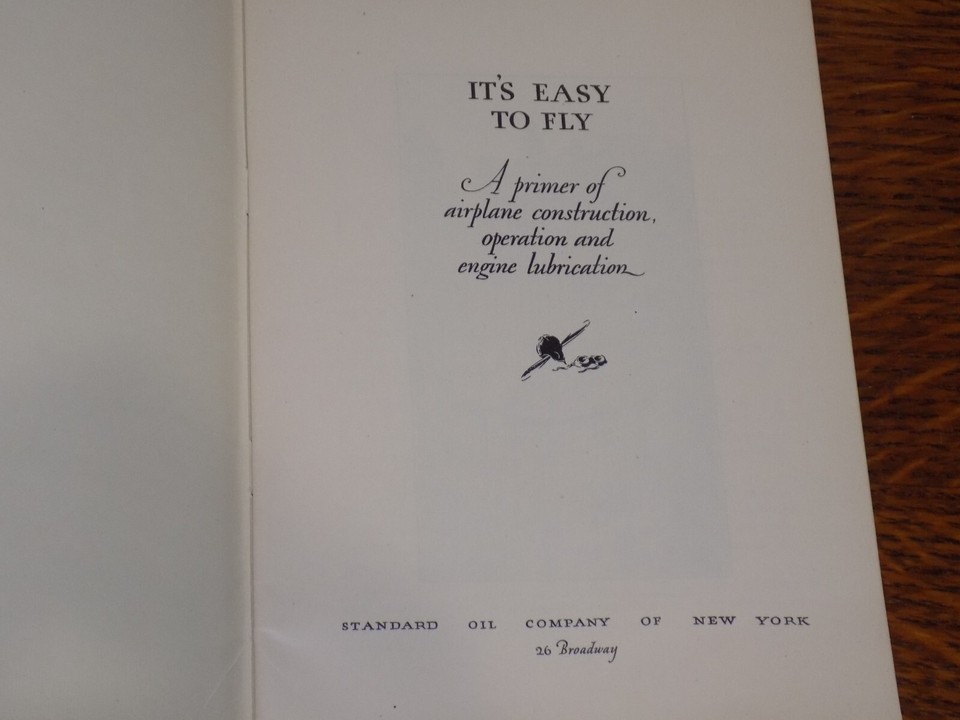 IT'S EASY
TO FLY
A primer of
airplane construction,
operation and
engine lubrication
STANDARD OIL COMPANY OF NEW YORK
26 Broadway